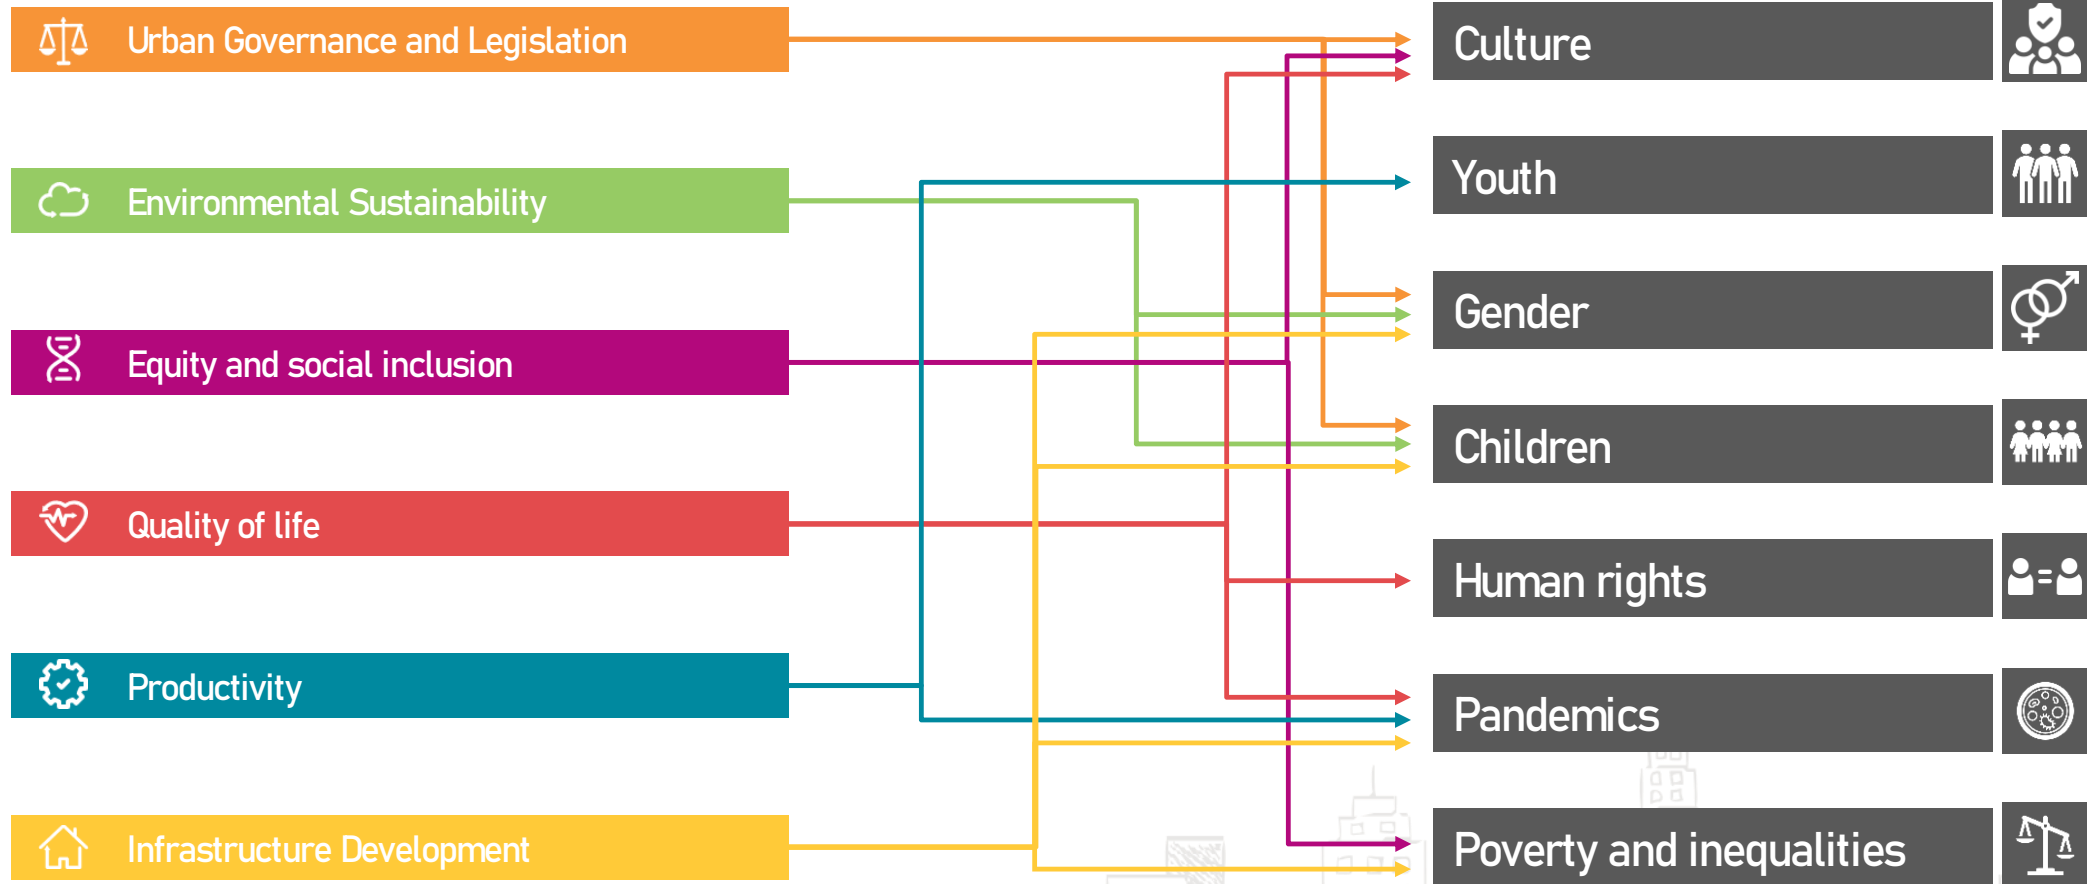 Urban Governance and Legislation
Environmental Sustainability
Equity and social inclusion
Quality of life
Productivity
Infrastructure Development
Culture
Youth
Gender
Children
Human rights
Pandemics
Poverty and inequalities